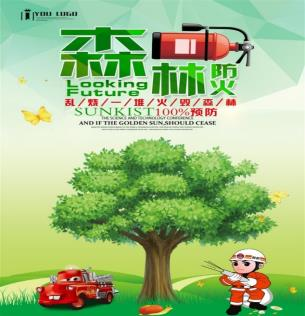 YOU LOGO
森林防火
Looking
Future
乱/烧/一/堆/火/毁/森/林
SUNKIST100%预防
THE SCIENCE AND TECHNOLOGY CONFERENCE
AND IF THE GOLDEN SUN,SHOULD CEASE